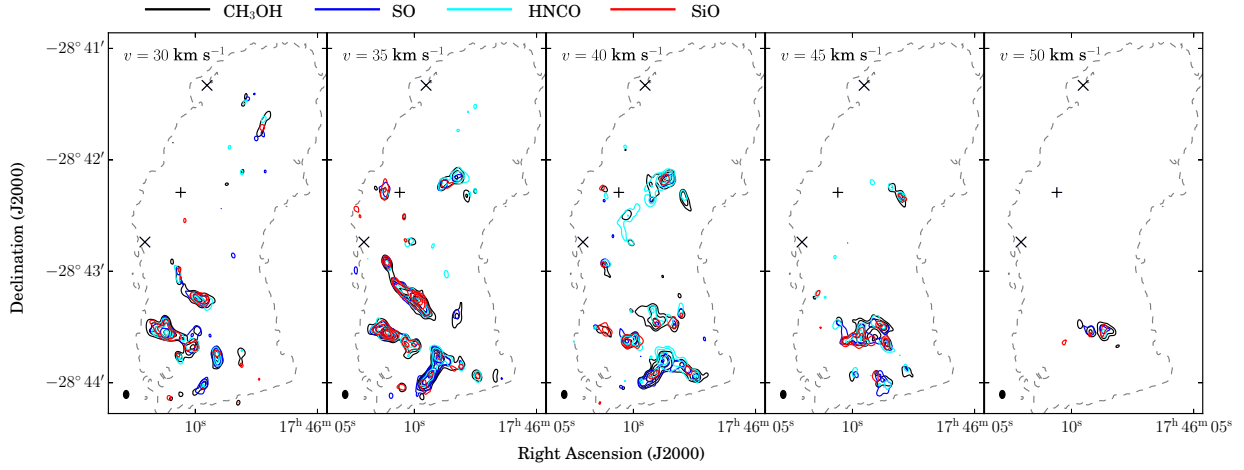 CH₃OH SO HNCO SiO
v = 30 km s⁻¹ v = 35 km s⁻¹ v = 40 km s⁻¹ v = 45 km s⁻¹ v = 50 km s⁻¹
−28° 41′
−28° 42′
−28° 43′
−28° 44′
Declination (J2000)
10ˢ 17ʰ 46ᵐ 05ˢ 10ˢ 17ʰ 46ᵐ 05ˢ 10ˢ 17ʰ 46ᵐ 05ˢ 10ˢ 17ʰ 46ᵐ 05ˢ 10ˢ 17ʰ 46ᵐ 05ˢ
Right Ascension (J2000)